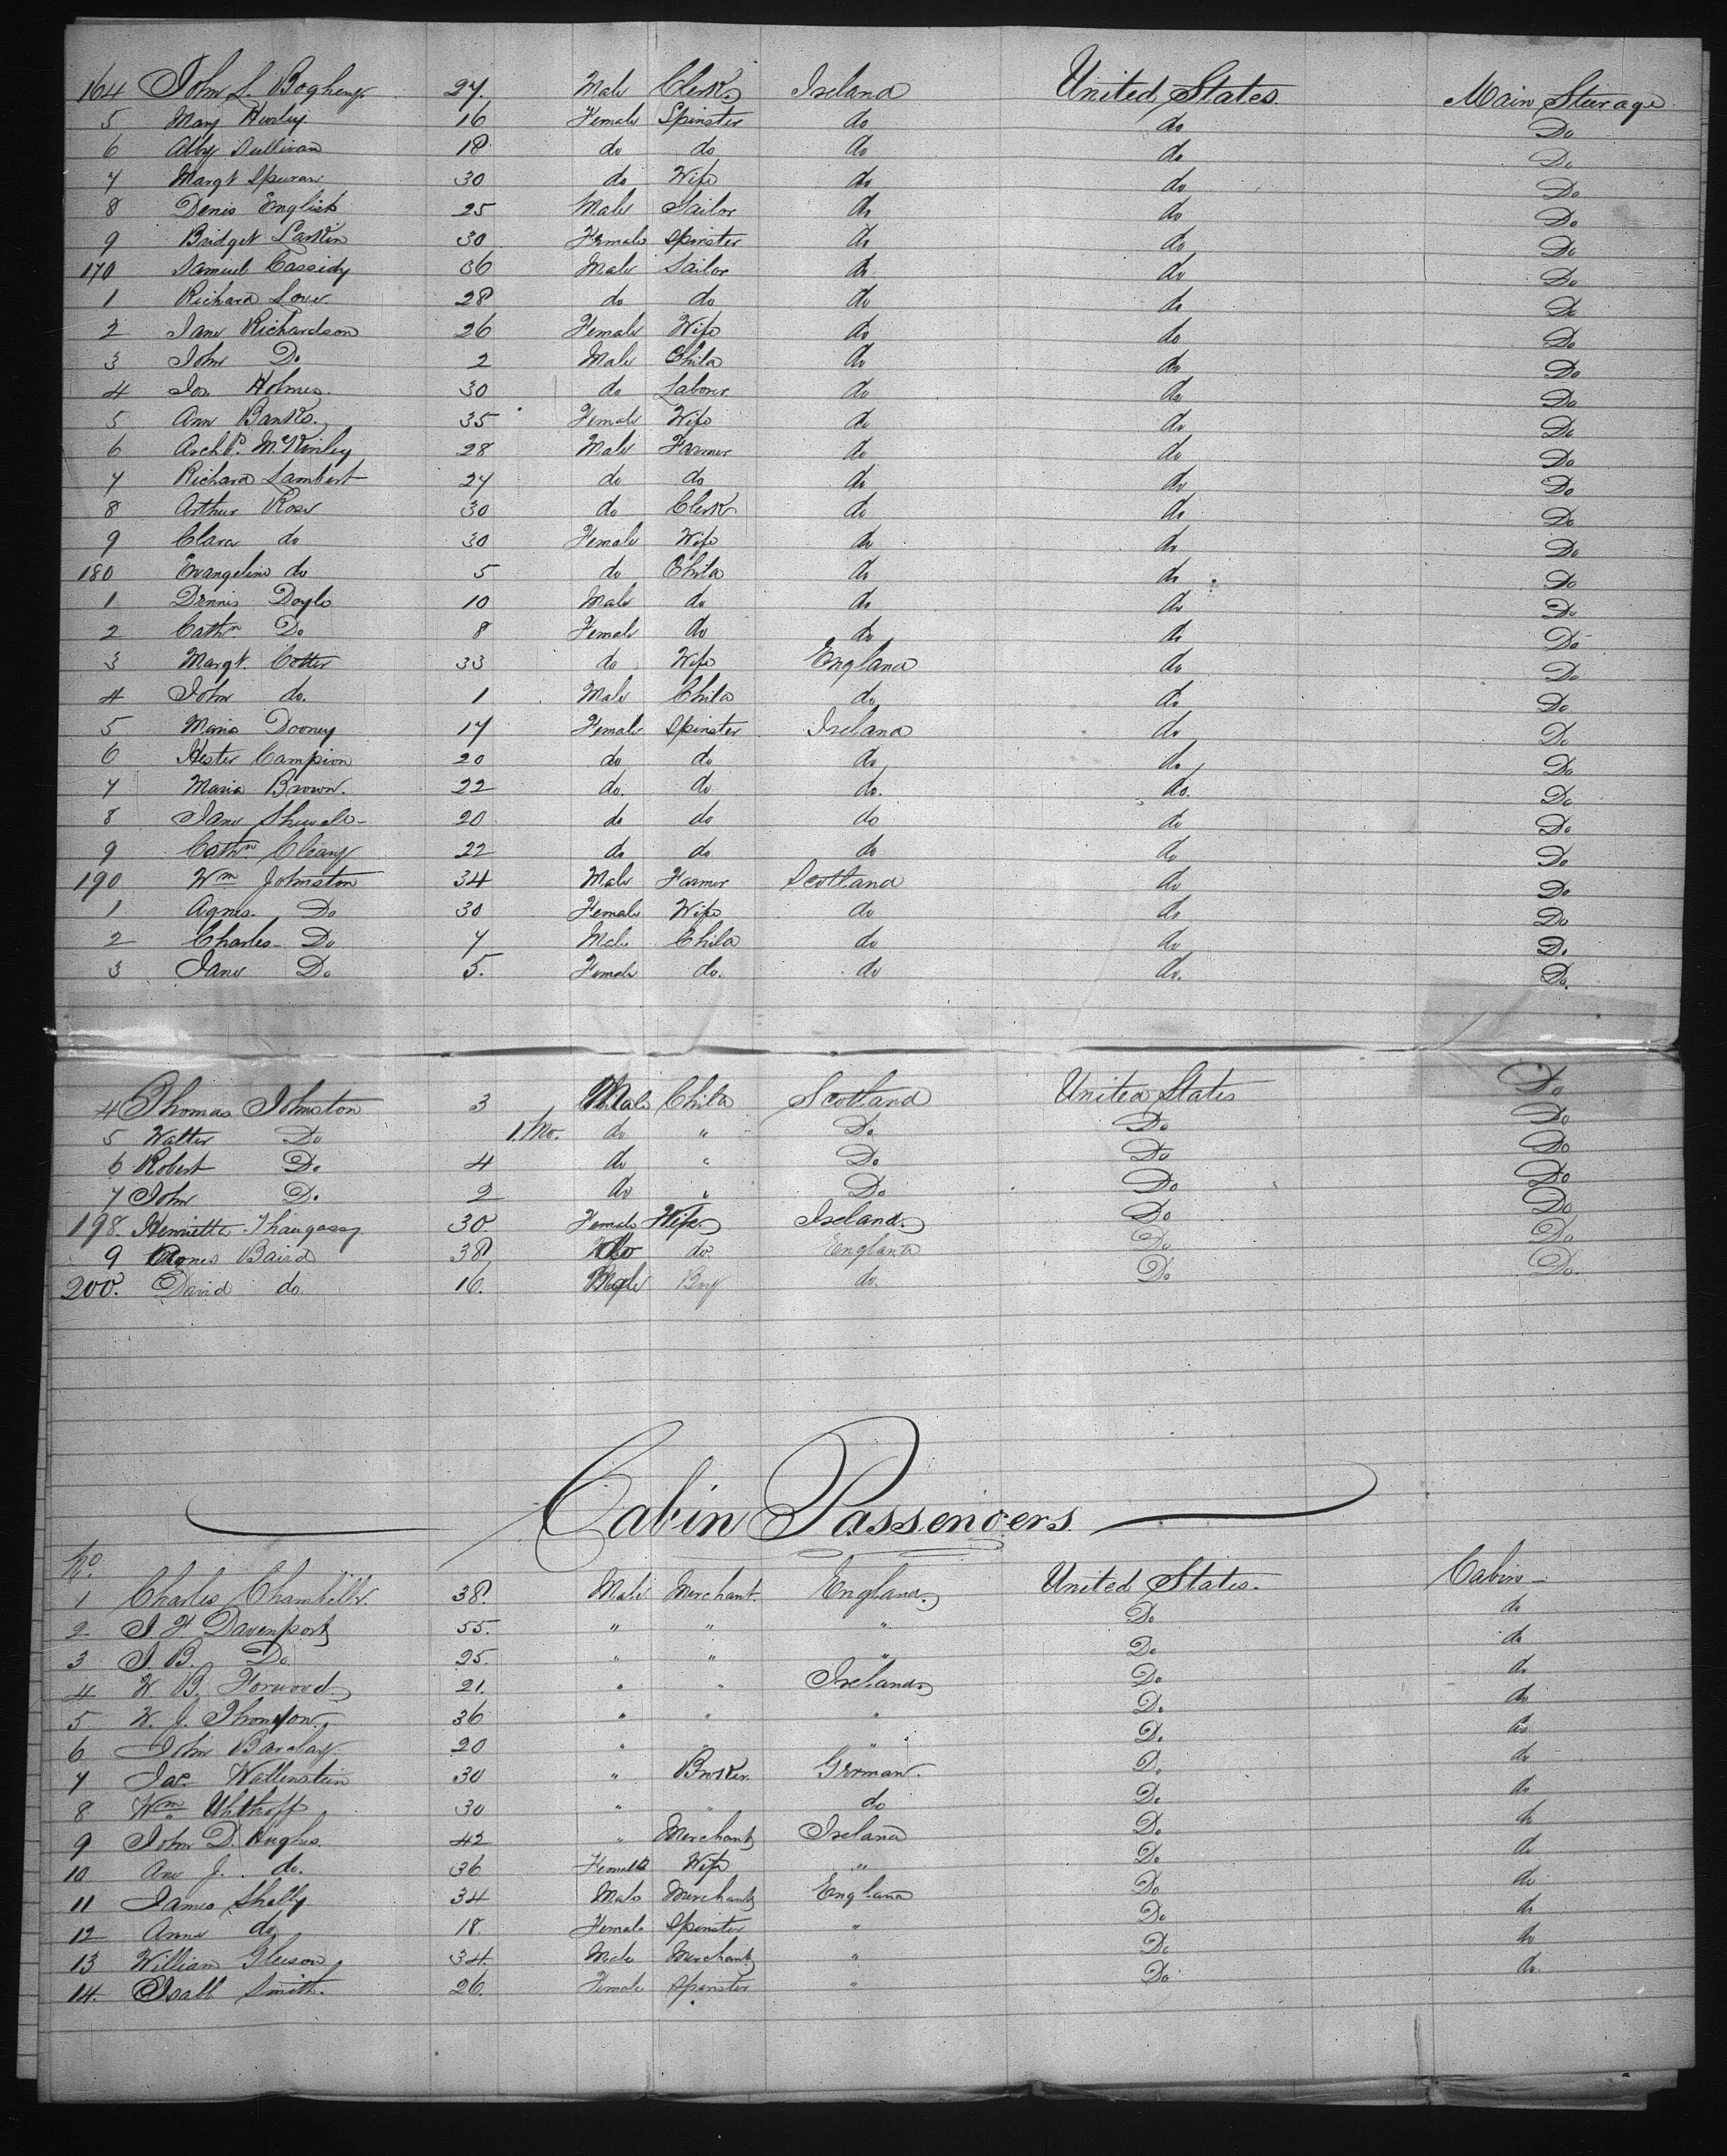 164 John L. 27. Male Clerk Ireland United States Main Steerage
5 Mary Hurley 16 Female Spinster do do Do
6 Abby Sullivan 18 do do do do Do
7 Margt 30 do Wife do do Do
8 Denis English 25 Male Sailor do do Do
9 Bridget Larkin 30 Female Spinster do do Do
170 Samuel Cassidy 36 Male Sailor do do Do
1 Richard Love 28 do do do do Do
2 Jane Richardson 26 Female Wife do do Do
3 John Do 2 Male Child do do Do
4 Jos. Holmes. 30 do Laborer do do Do
5 Ann Banks. 35 Female Wife do do Do
6 Archd. McKinley 28 Male Farmer do do Do
7 Richard Lambert 27 do do do do Do
8 Arthur Rose 30 do Clerk do do Do
9 Clara do 30 Female Wife do do Do
180 Evangeline do 5 do Child do do Do
1 Dennis Doyle 10 Male do do do Do
2 Cathn Do 8 Female do do do Do
3 Margt. Cotter 33 do Wife England do Do
4 John do. 1 Male Child do do Do
5 Dooney 17 Female Spinster Ireland do Do
6 Hester Campion 20 do do do do Do
7 Maria Brown. 22 do. do do. do. Do
8 Jane 20 do do do do Do
9 Cathn. Cleary 22 do do do do Do
190 Wm Johnston 34 Male Farmer Scotland do Do
1 Agnes. Do 30 Female Wife do do Do
2 Charles Do 7 Male Child do do Do.
3 Jane Do 5. Female do. do do. Do.
4 Thomas Johnston 3 Male Child Scotland United States Do
5 Walter Do 1. Mo. do " Do Do Do
6 Robert Do 4 do " Do Do Do
7 John Do. 2 do " Do Do Do
198. Henrietta 30. Female Wife Ireland Do Do
9 Agnes Baird 38 do do. England Do Do
200. David do. 16. Male Boy do. Do Do.
Cabin Passengers
No.
1 Charles 38. Male Merchant. England United States. Cabin
2 J. H. Davenport 55. " " " Do do
3 J. B. Do. 25. " " " Do do
4 W. B. Forwood 21. " " Ireland Do do
5 W. J. Thomson. 36 " " " Do do
6 John Barclay 20 " " " Do do
7 Jac. Wallenstein 30 " Broker. German. Do do
8 Wm Uhthoff 30 " " do Do do
9 John D. Hughes. 42 " Merchant Ireland Do do
10 Ann J. do. 36 Female Wife " Do do
11 James Shelly 34 Male Merchant England Do do
12 Anne do 18. Female Spinster " Do do
13 William Gleeson 34. Male Merchant " Do do
14. Isabl Smith. 26. Female Spinster " Do do.